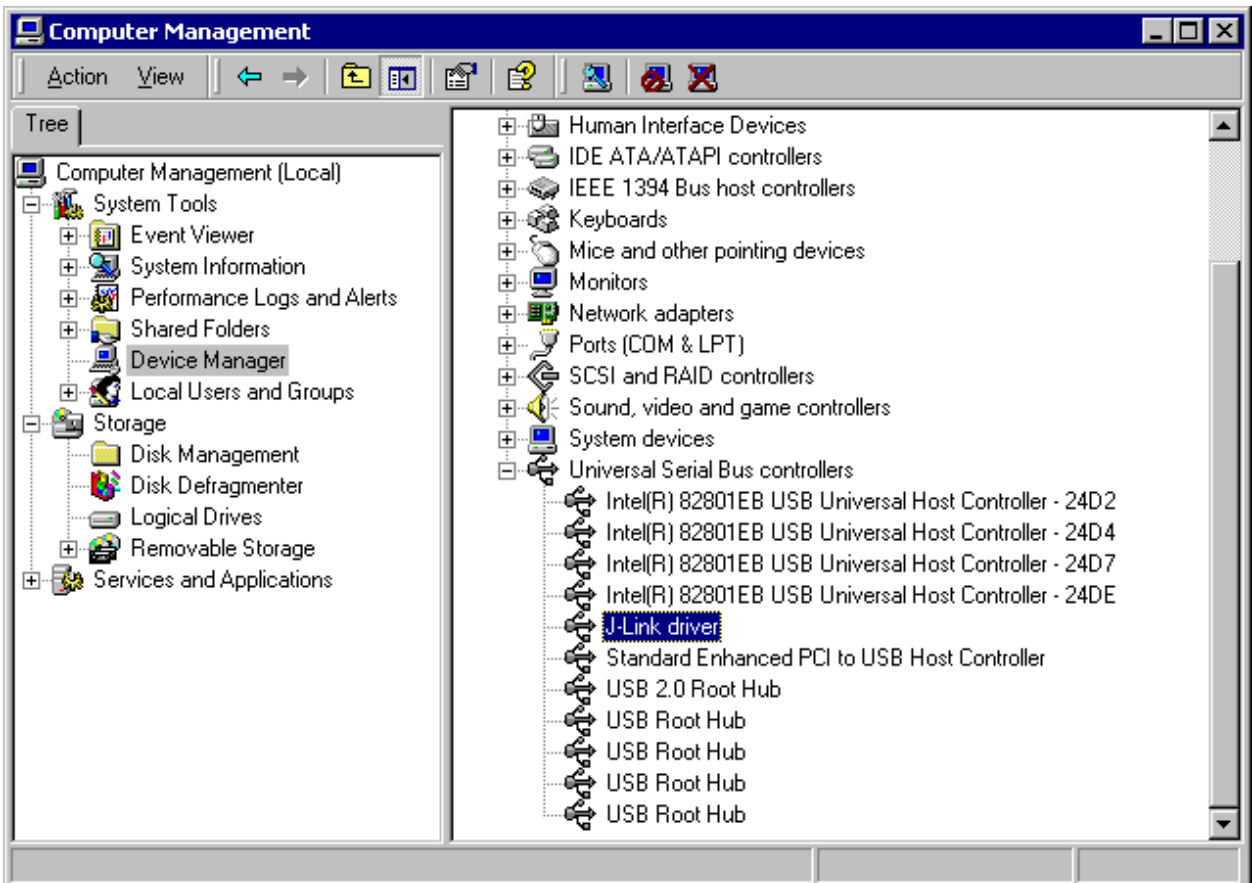 Computer Management
Action View
Tree
Computer Management (Local)
System Tools
Event Viewer
System Information
Performance Logs and Alerts
Shared Folders
Device Manager
Local Users and Groups
Storage
Disk Management
Disk Defragmenter
Logical Drives
Removable Storage
Services and Applications
Human Interface Devices
IDE ATA/ATAPI controllers
IEEE 1394 Bus host controllers
Keyboards
Mice and other pointing devices
Monitors
Network adapters
Ports (COM & LPT)
SCSI and RAID controllers
Sound, video and game controllers
System devices
Universal Serial Bus controllers
Intel(R) 82801EB USB Universal Host Controller - 24D2
Intel(R) 82801EB USB Universal Host Controller - 24D4
Intel(R) 82801EB USB Universal Host Controller - 24D7
Intel(R) 82801EB USB Universal Host Controller - 24DE
J-Link driver
Standard Enhanced PCI to USB Host Controller
USB 2.0 Root Hub
USB Root Hub
USB Root Hub
USB Root Hub
USB Root Hub